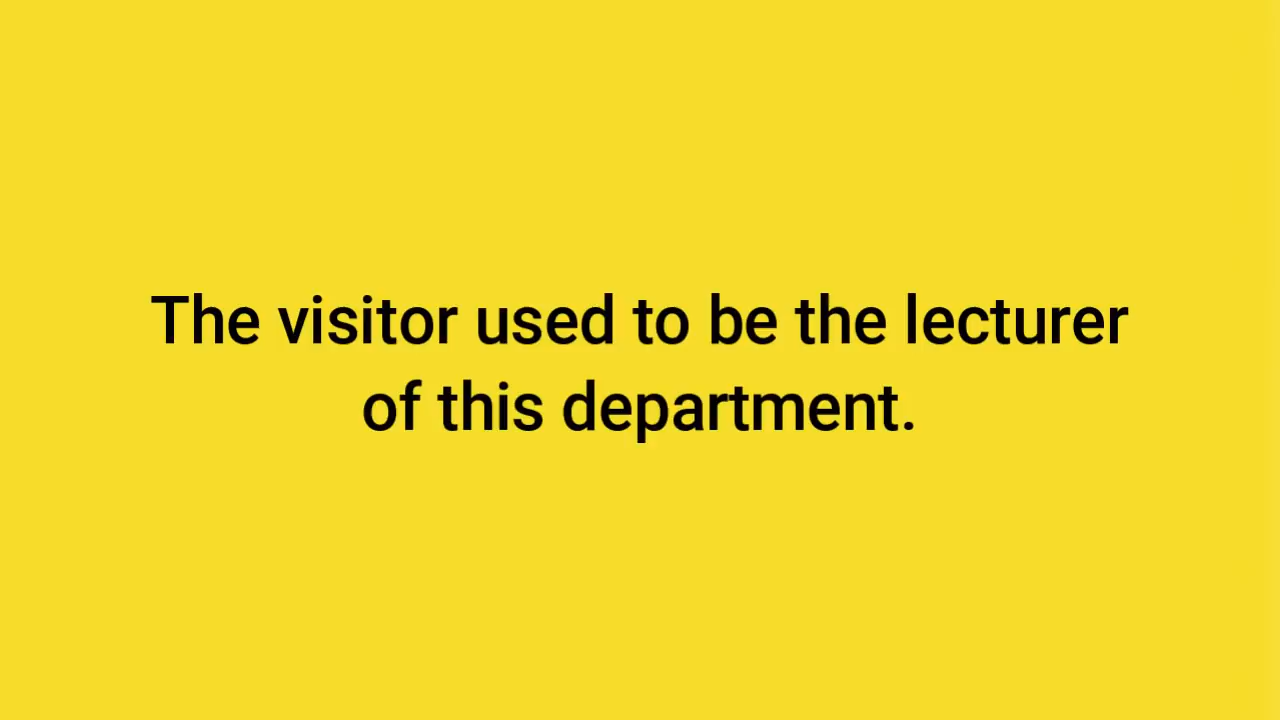 The visitor used to be the lecturer
of this department.